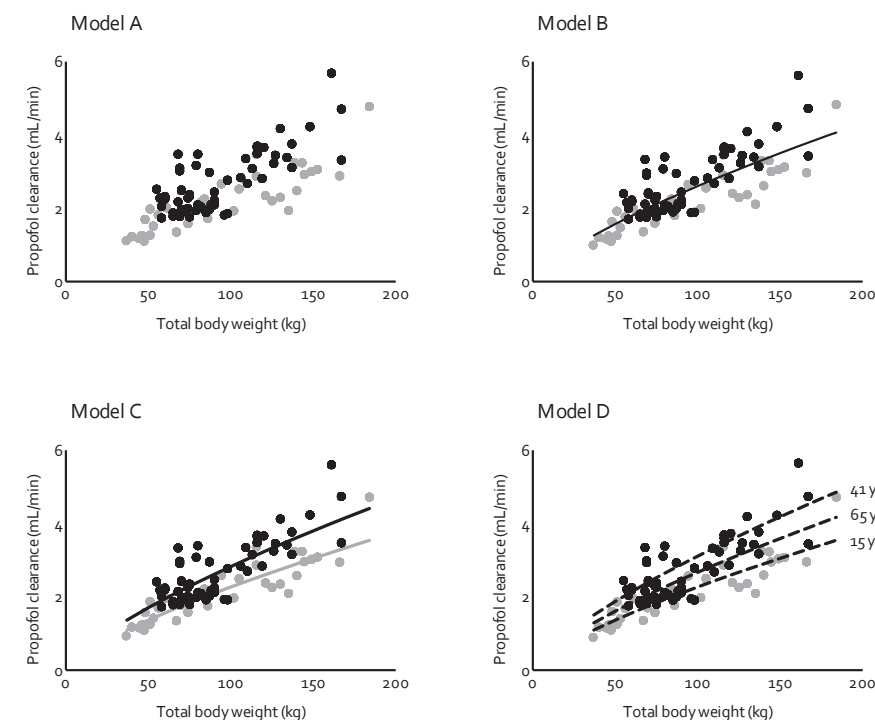 Model A
Propofol clearance (mL/min)
6
4
2
0
0 50 100 150 200
Total body weight (kg)
Model B
Propofol clearance (mL/min)
6
4
2
0
0 50 100 150 200
Total body weight (kg)
Model C
Propofol clearance (mL/min)
6
4
2
0
0 50 100 150 200
Total body weight (kg)
Model D
Propofol clearance (mL/min)
6
4
2
0
41 y
65 y
15 y
0 50 100 150 200
Total body weight (kg)